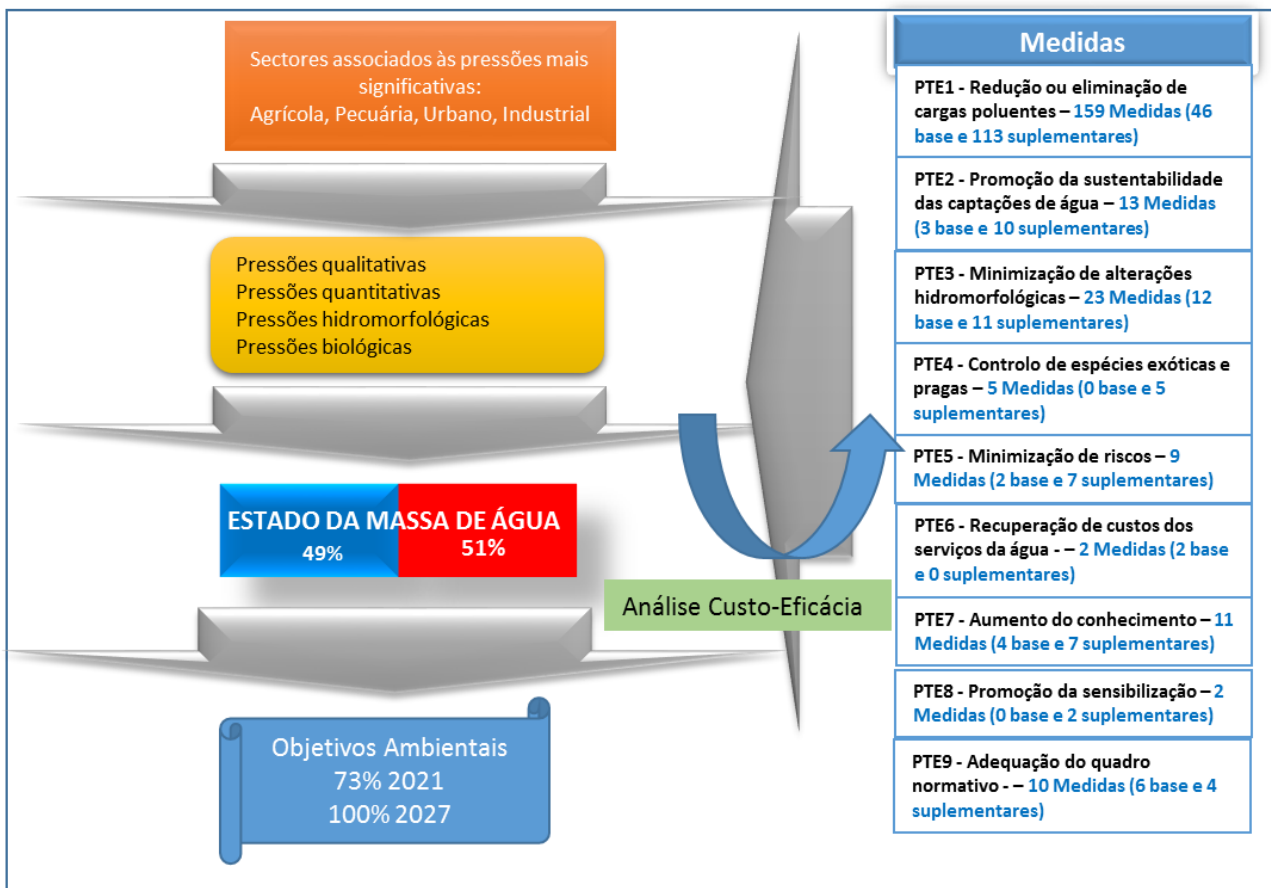 Sectores associados às pressões mais
significativas:
Agrícola, Pecuária, Urbano, Industrial
Pressões qualitativas
Pressões quantitativas
Pressões hidromorfológicas
Pressões biológicas
ESTADO DA MASSA DE ÁGUA
49% 51%
Objetivos Ambientais
73% 2021
100% 2027
Análise Custo-Eficácia
Medidas
PTE1 - Redução ou eliminação de
cargas poluentes – 159 Medidas (46
base e 113 suplementares)
PTE2 - Promoção da sustentabilidade
das captações de água – 13 Medidas
(3 base e 10 suplementares)
PTE3 - Minimização de alterações
hidromorfológicas – 23 Medidas (12
base e 11 suplementares)
PTE4 - Controlo de espécies exóticas e
pragas – 5 Medidas (0 base e 5
suplementares)
PTE5 - Minimização de riscos – 9
Medidas (2 base e 7 suplementares)
PTE6 - Recuperação de custos dos
serviços da água - – 2 Medidas (2 base
e 0 suplementares)
PTE7 - Aumento do conhecimento – 11
Medidas (4 base e 7 suplementares)
PTE8 - Promoção da sensibilização – 2
Medidas (0 base e 2 suplementares)
PTE9 - Adequação do quadro
normativo - – 10 Medidas (6 base e 4
suplementares)